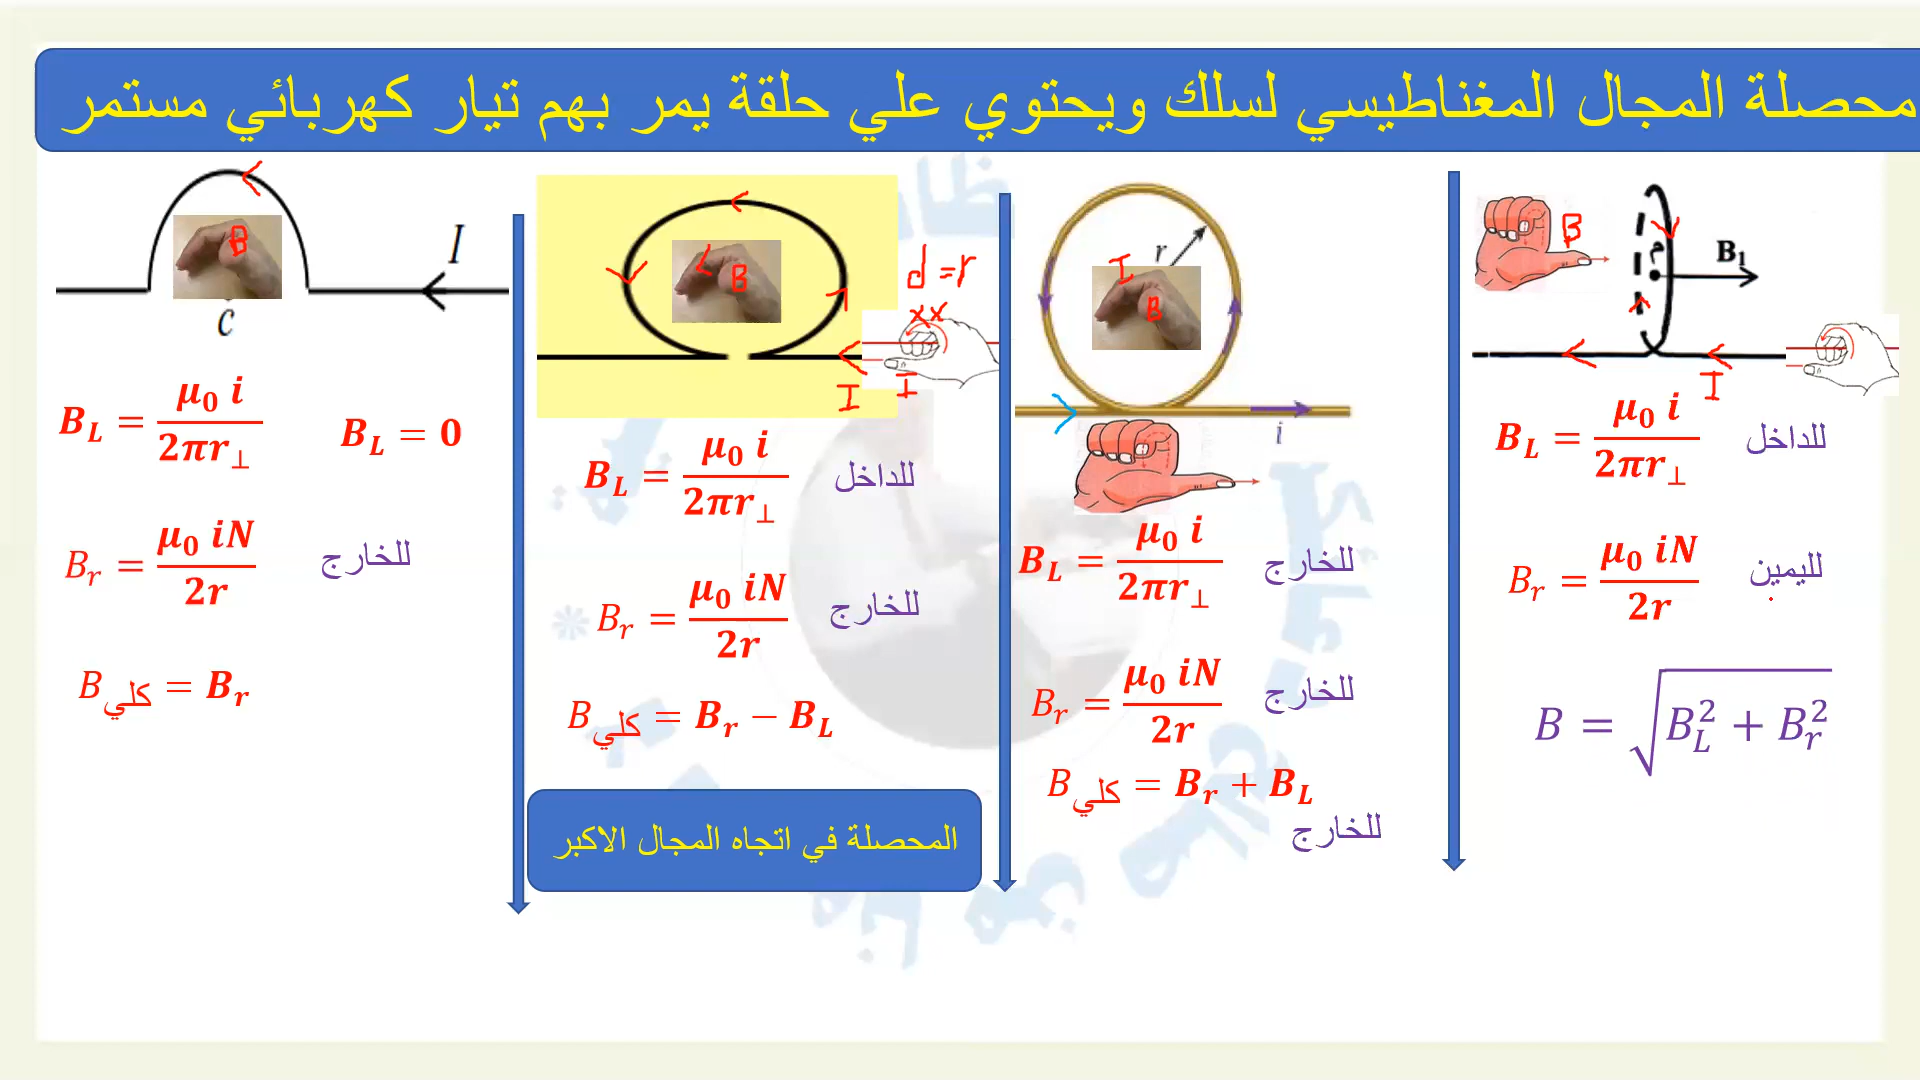 محصلة المجال المغناطيسي لسلك ويحتوي علي حلقة يمر بهم تيار كهربائي مستمر
B
B₁
م
I
B_L = μ₀ i / 2πr⊥ للداخل
B_r = μ₀ iN / 2r لليمين
B = √(B_L² + B_r²)
r
I
B
i
B_L = μ₀ i / 2πr⊥ للخارج
B_r = μ₀ iN / 2r للخارج
B كلي = B_r + B_L
للخارج
B
d = r
xx
I
I
B_L = μ₀ i / 2πr⊥ للداخل
B_r = μ₀ iN / 2r للخارج
B كلي = B_r − B_L
المحصلة في اتجاه المجال الاكبر
B
I
C
B_L = μ₀ i / 2πr⊥ B_L = 0
B_r = μ₀ iN / 2r للخارج
B كلي = B_r